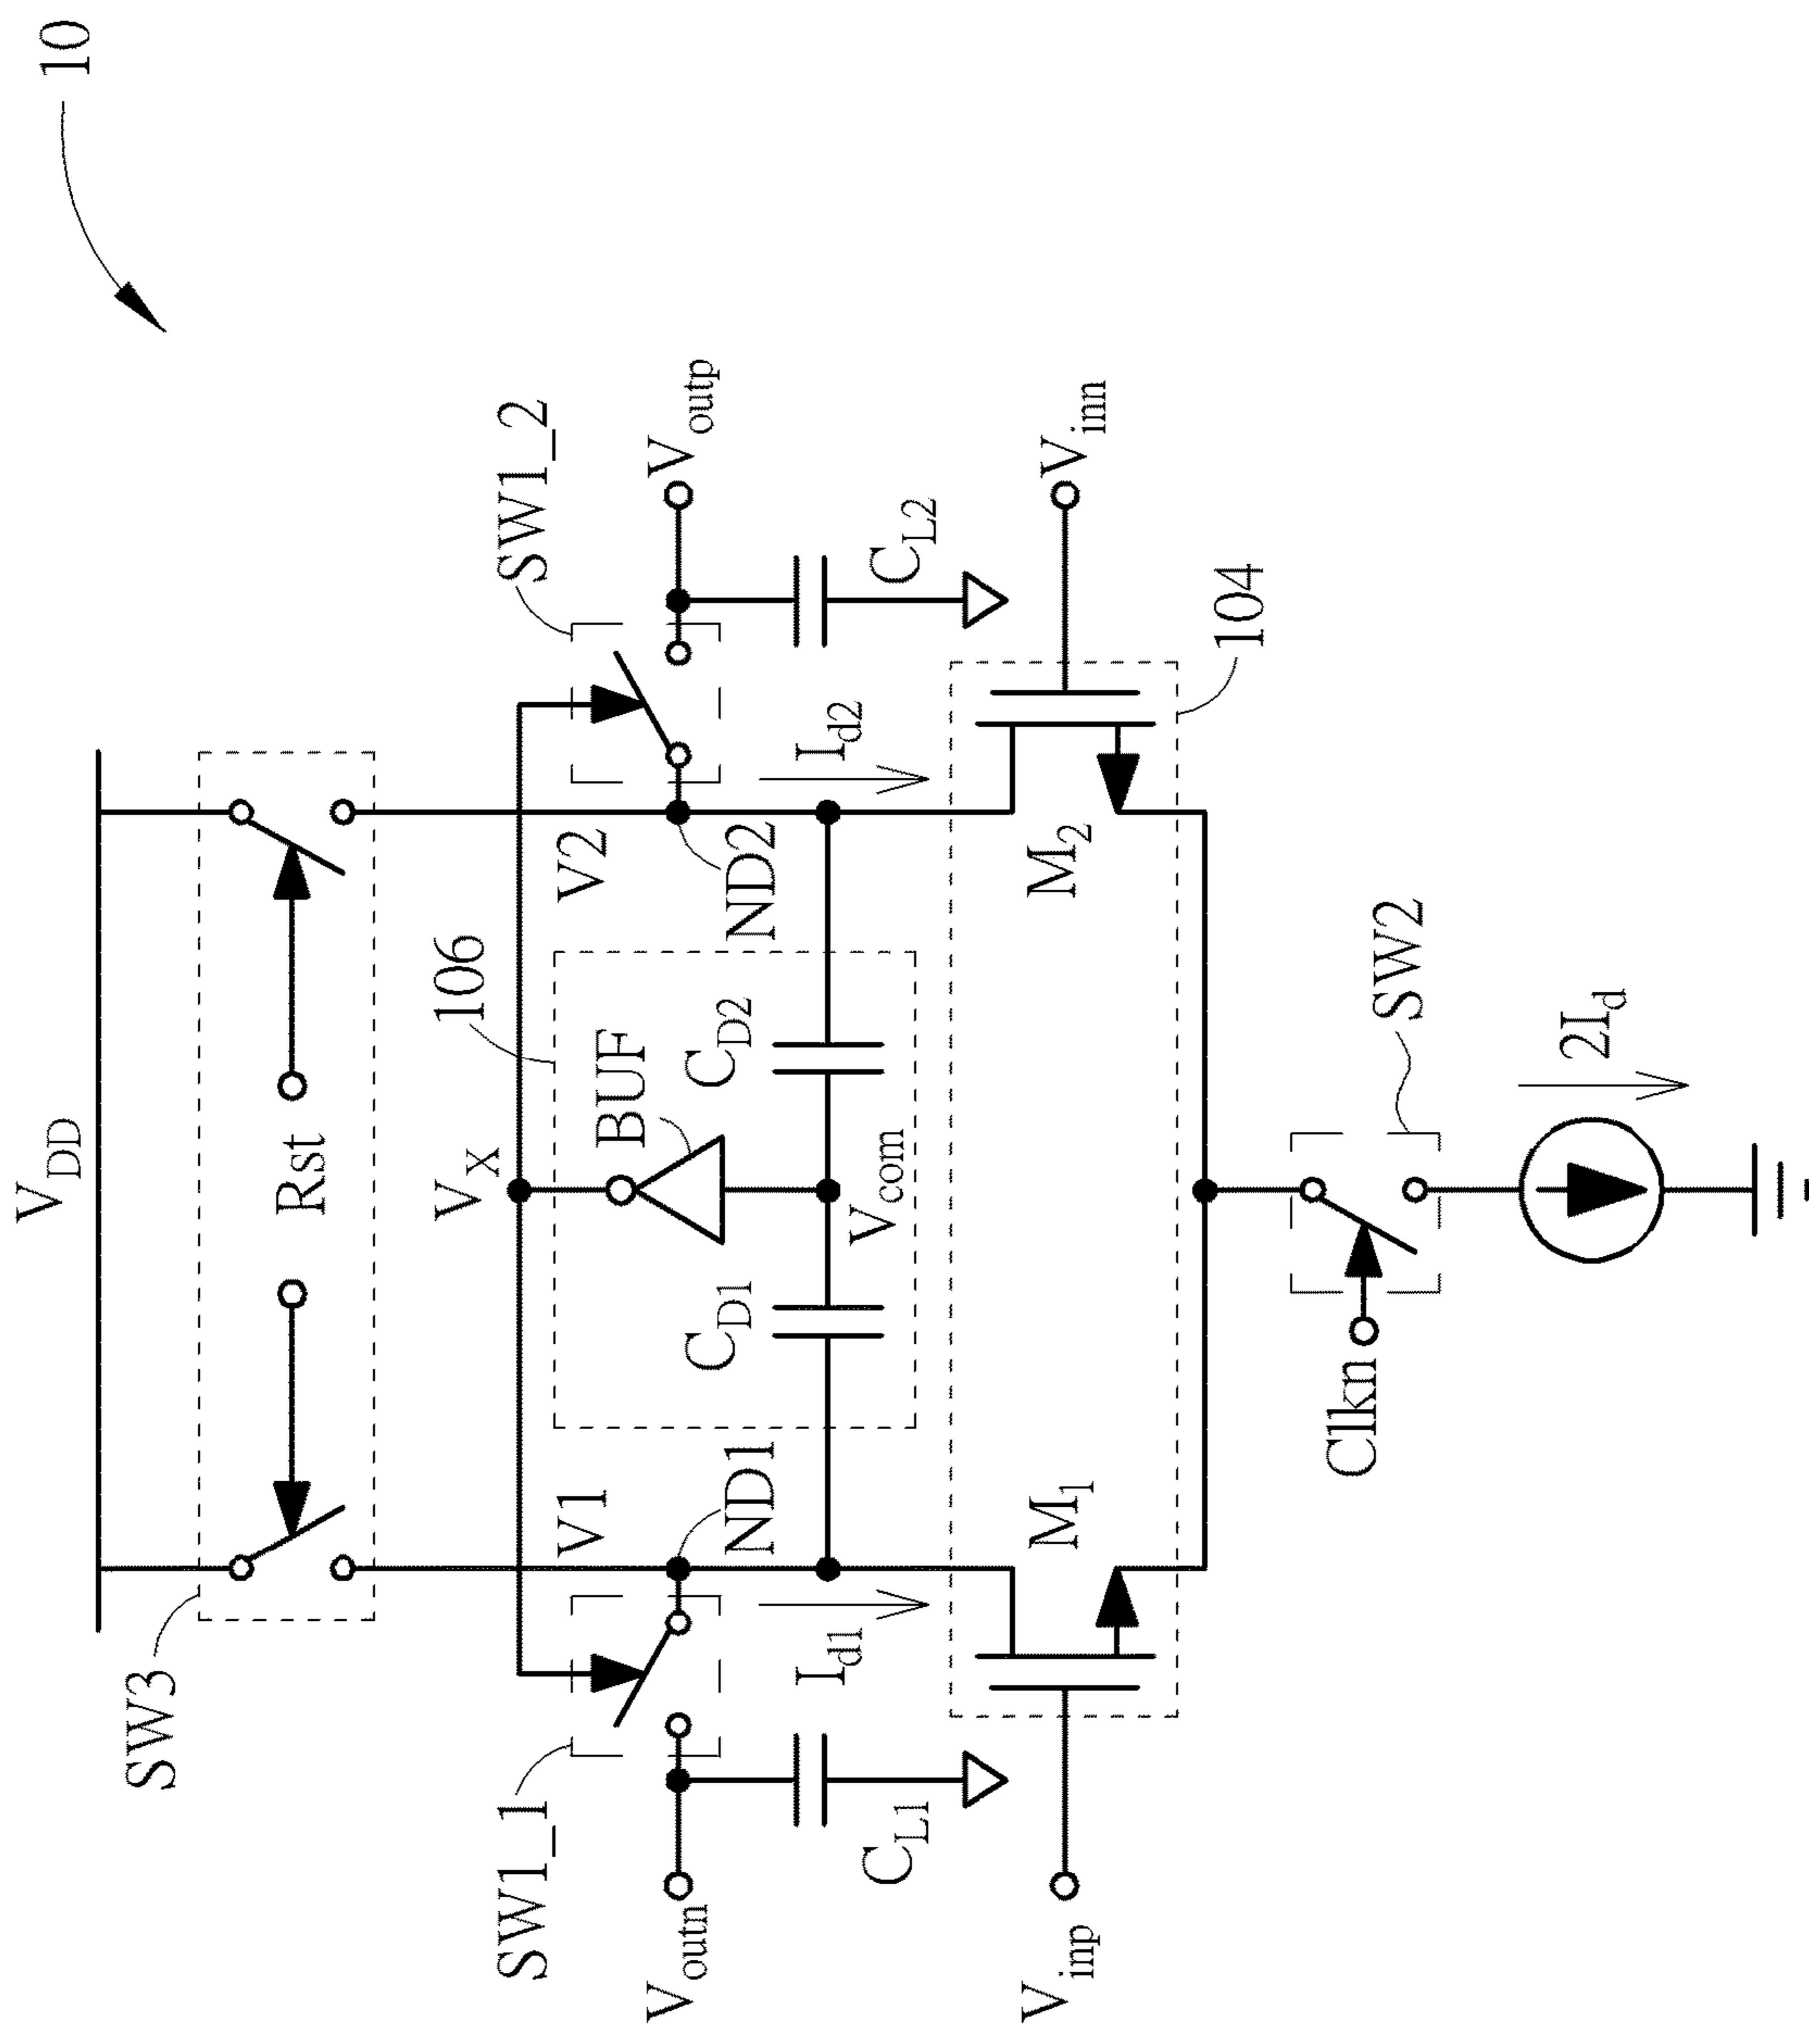 10
V_DD
SW3
Rst
V_X
SW1_1
SW1_2
V1
106
V2
BUF
V_outn
ND1
C_D1
C_D2
ND2
V_outp
V_com
I_d1
I_d2
C_L1
C_L2
V_inp
M_1
M_2
V_inn
104
Clkn
SW2
2I_d